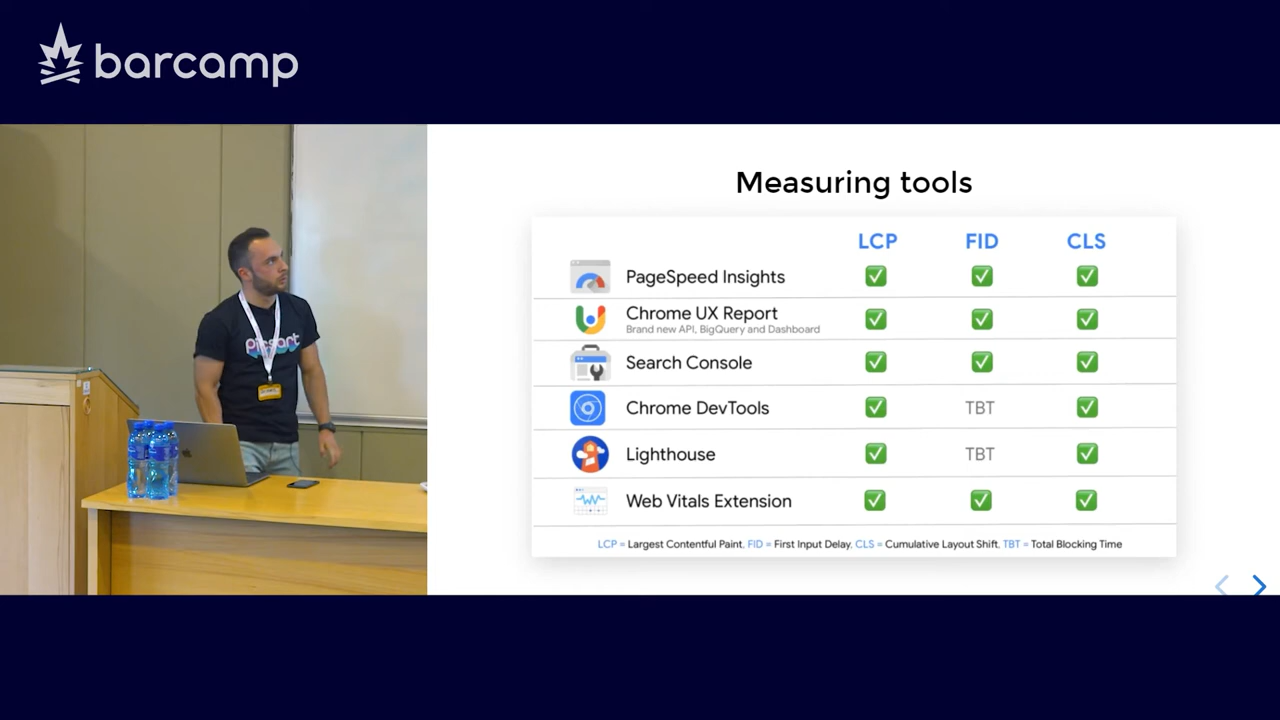 barcamp
Picsart
Measuring tools
LCP FID CLS
PageSpeed Insights ✅ ✅ ✅
Chrome UX Report ✅ ✅ ✅
Brand new API, BigQuery and Dashboard
Search Console ✅ ✅ ✅
Chrome DevTools ✅ TBT ✅
Lighthouse ✅ TBT ✅
Web Vitals Extension ✅ ✅ ✅
LCP = Largest Contentful Paint, FID = First Input Delay, CLS = Cumulative Layout Shift, TBT = Total Blocking Time